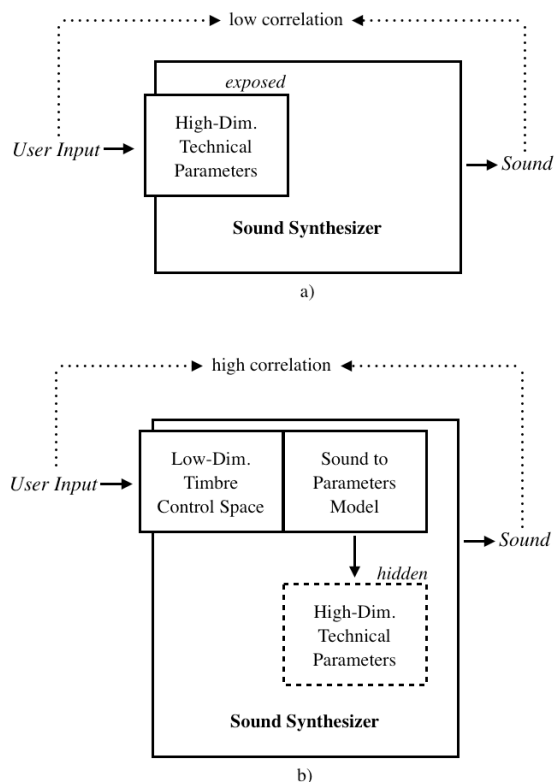 low correlation
exposed
User Input
High-Dim.
Technical
Parameters
Sound
Sound Synthesizer
a)
high correlation
User Input
Low-Dim.
Timbre
Control Space
Sound to
Parameters
Model
Sound
hidden
High-Dim.
Technical
Parameters
Sound Synthesizer
b)